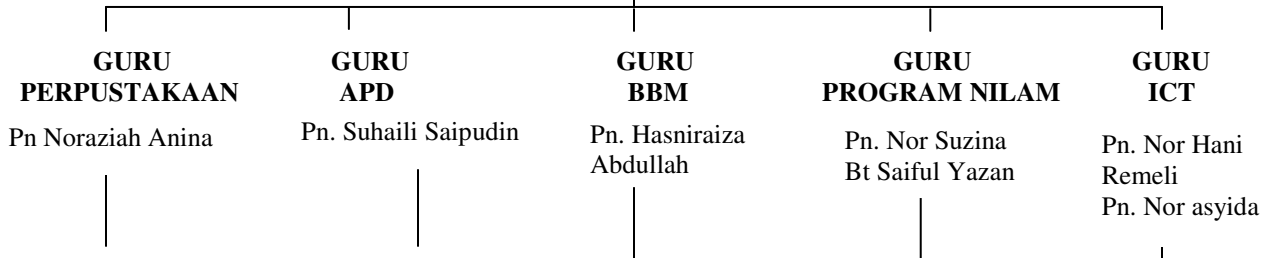 GURU
PERPUSTAKAAN
Pn Noraziah Anina
GURU
APD
Pn. Suhaili Saipudin
GURU
BBM
Pn. Hasniraiza
Abdullah
GURU
PROGRAM NILAM
Pn. Nor Suzina
Bt Saiful Yazan
GURU
ICT
Pn. Nor Hani
Remeli
Pn. Nor asyida